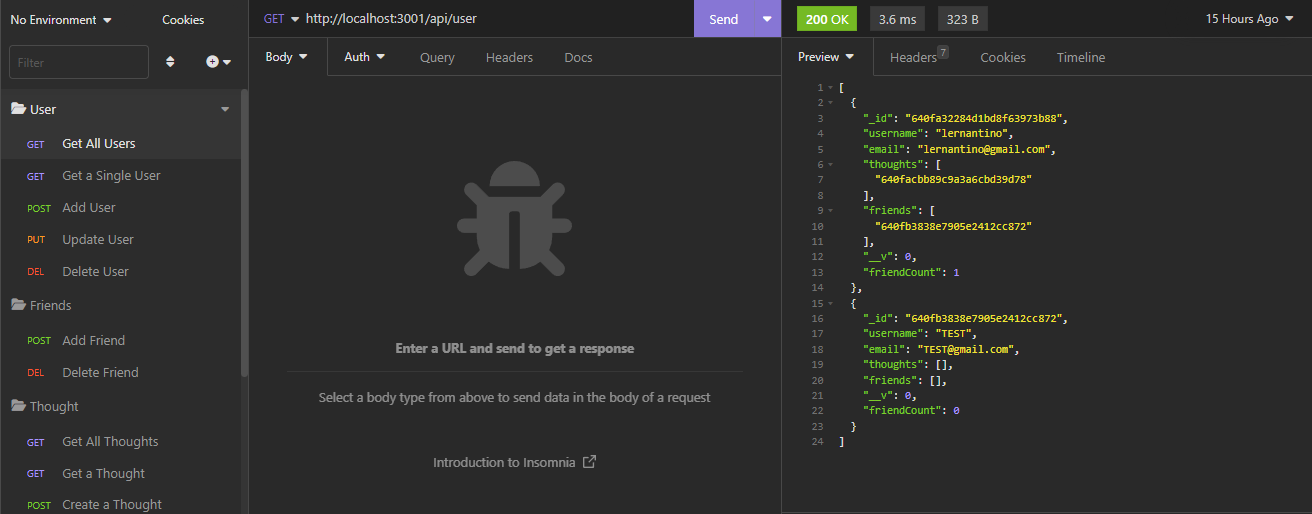 No Environment
Cookies
Filter
User
GET Get All Users
GET Get a Single User
POST Add User
PUT Update User
DEL Delete User
Friends
POST Add Friend
DEL Delete Friend
Thought
GET Get All Thoughts
GET Get a Thought
POST Create a Thought
GET http://localhost:3001/api/user
Send
Body Auth Query Headers Docs
Enter a URL and send to get a response
Select a body type from above to send data in the body of a request
Introduction to Insomnia
200 OK 3.6 ms 323 B 15 Hours Ago
Preview Headers 7 Cookies Timeline
1 [
2 {
3 "_id": "640fa32284d1bd8f63973b88",
4 "username": "lernantino",
5 "email": "lernantino@gmail.com",
6 "thoughts": [
7 "640facbb89c9a3a6cbd39d78"
8 ],
9 "friends": [
10 "640fb3838e7905e2412cc872"
11 ],
12 "__v": 0,
13 "friendCount": 1
14 },
15 {
16 "_id": "640fb3838e7905e2412cc872",
17 "username": "TEST",
18 "email": "TEST@gmail.com",
19 "thoughts": [],
20 "friends": [],
21 "__v": 0,
22 "friendCount": 0
23 }
24 ]